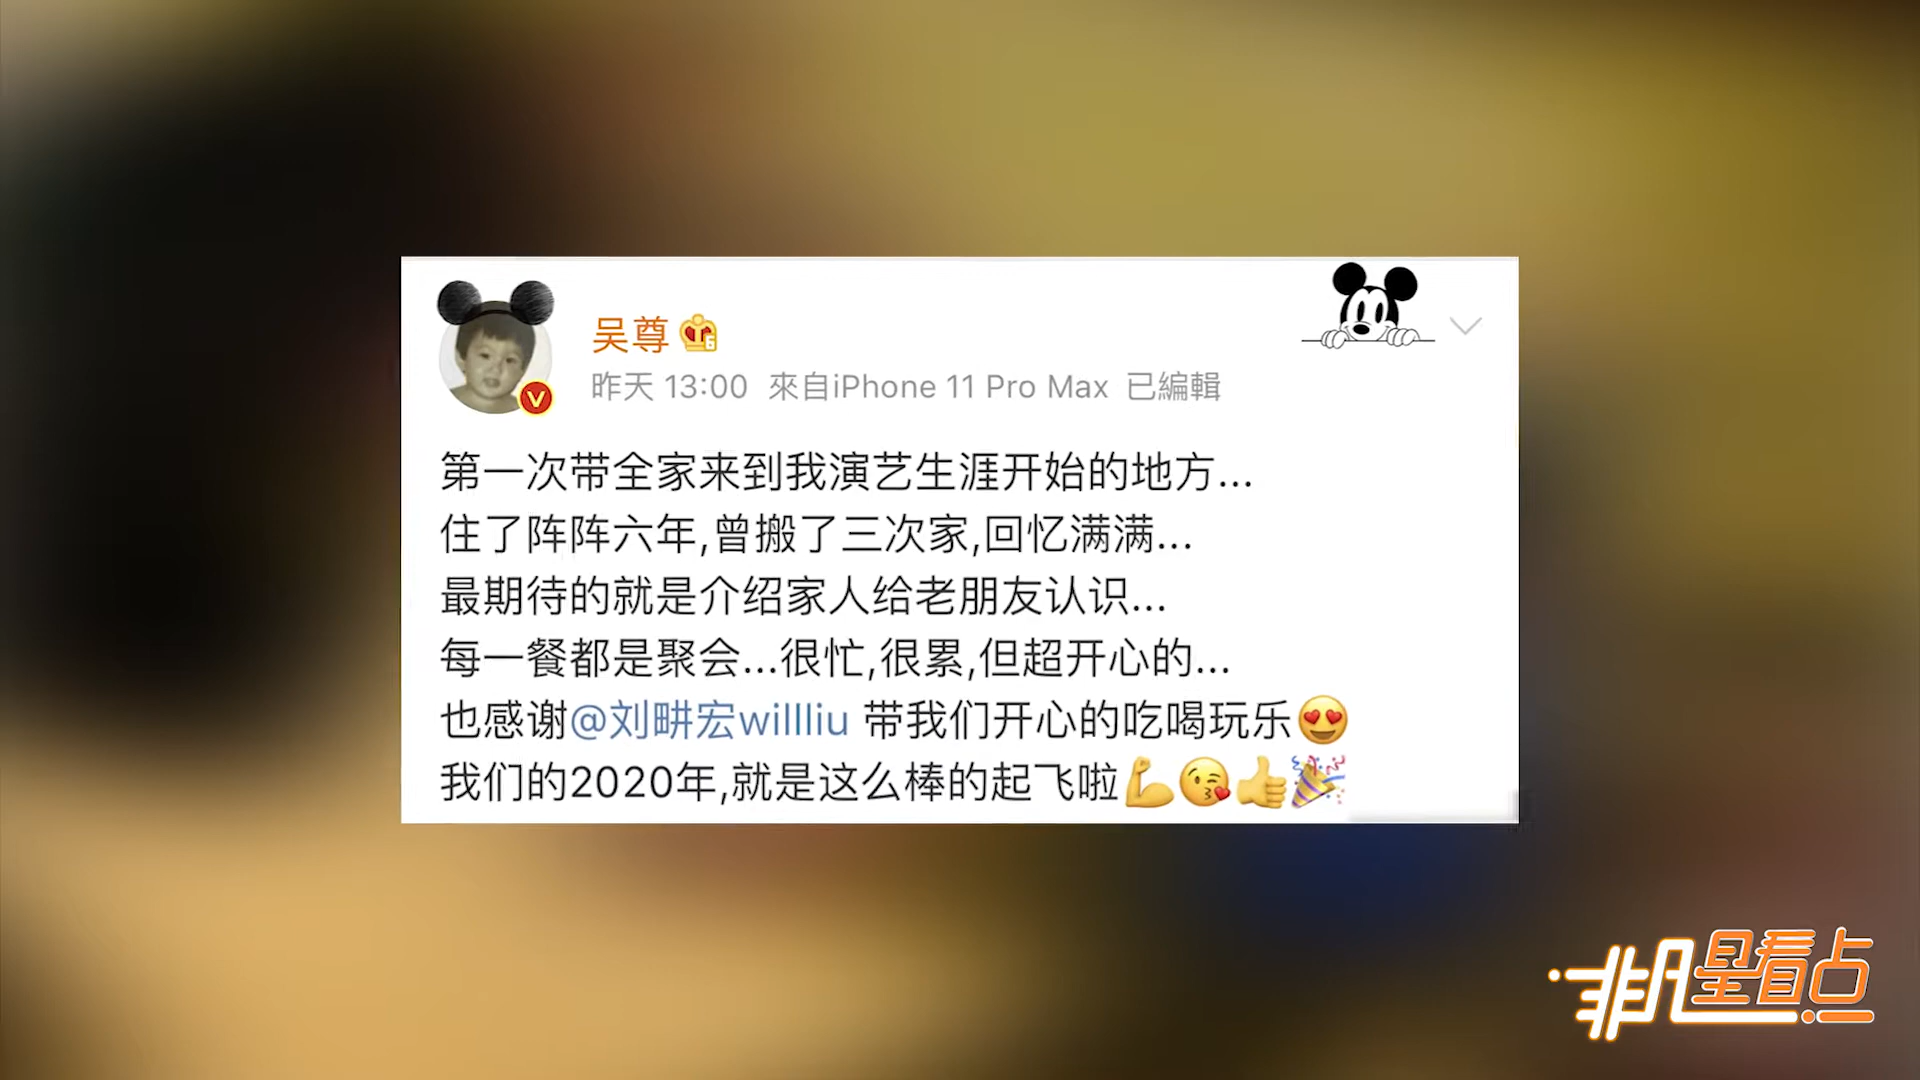 吴尊
昨天 13:00 來自iPhone 11 Pro Max 已編輯
第一次带全家来到我演艺生涯开始的地方...
住了阵阵六年,曾搬了三次家,回忆满满...
最期待的就是介绍家人给老朋友认识...
每一餐都是聚会...很忙,很累,但超开心的...
也感谢@刘畊宏willliu 带我们开心的吃喝玩乐😍
我们的2020年,就是这么棒的起飞啦💪😘👍🎉
非凡星看点